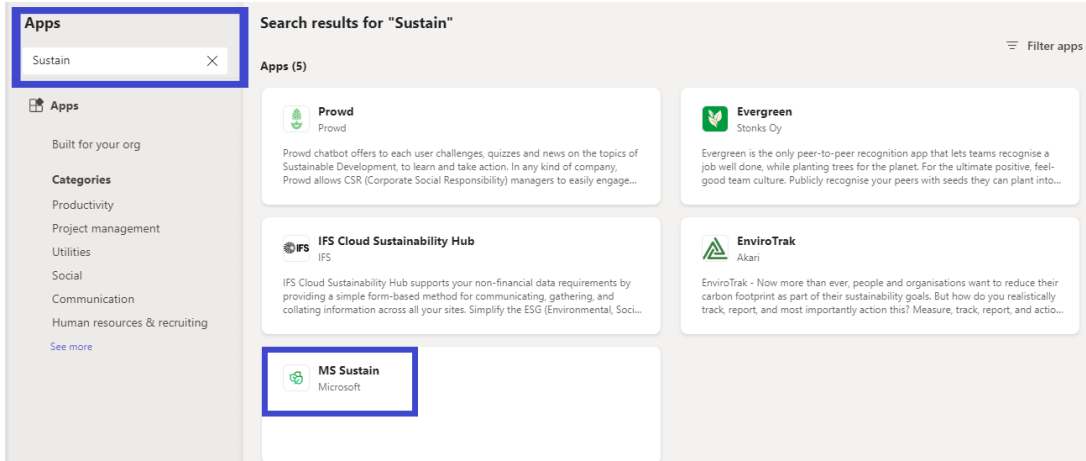 Apps
Sustain
Apps
Built for your org
Categories
Productivity
Project management
Utilities
Social
Communication
Human resources & recruiting
See more
Search results for "Sustain"
Filter apps
Apps (5)
Prowd
Prowd
Prowd chatbot offers to each user challenges, quizzes and news on the topics of
Sustainable Development, to learn and take action. In any kind of company,
Prowd allows CSR (Corporate Social Responsibility) managers to easily engage...
Evergreen
Stonks Oy
Evergreen is the only peer-to-peer recognition app that lets teams recognise a
job well done, while planting trees for the planet. For the ultimate positive, feel-
good team culture. Publicly recognise your peers with seeds they can plant into...
IFS
IFS Cloud Sustainability Hub
IFS
IFS Cloud Sustainability Hub supports your non-financial data requirements by
providing a simple form-based method for communicating, gathering, and
collating information across all your sites. Simplify the ESG (Environmental, Soci...
EnviroTrak
Akari
EnviroTrak - Now more than ever, people and organisations want to reduce their
carbon footprint as part of their sustainability goals. But how do you realistically
track, report, and most importantly action this? Measure, track, report, and actio...
MS Sustain
Microsoft